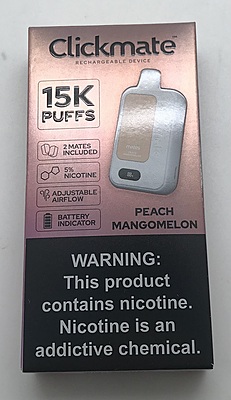 Clickmate™
RECHARGEABLE DEVICE
15K
PUFFS
2 MATES
INCLUDED
5%
NICOTINE
ADJUSTABLE
AIRFLOW
BATTERY
INDICATOR
PEACH
MANGOMELON
WARNING:
This product
contains nicotine.
Nicotine is an
addictive chemical.